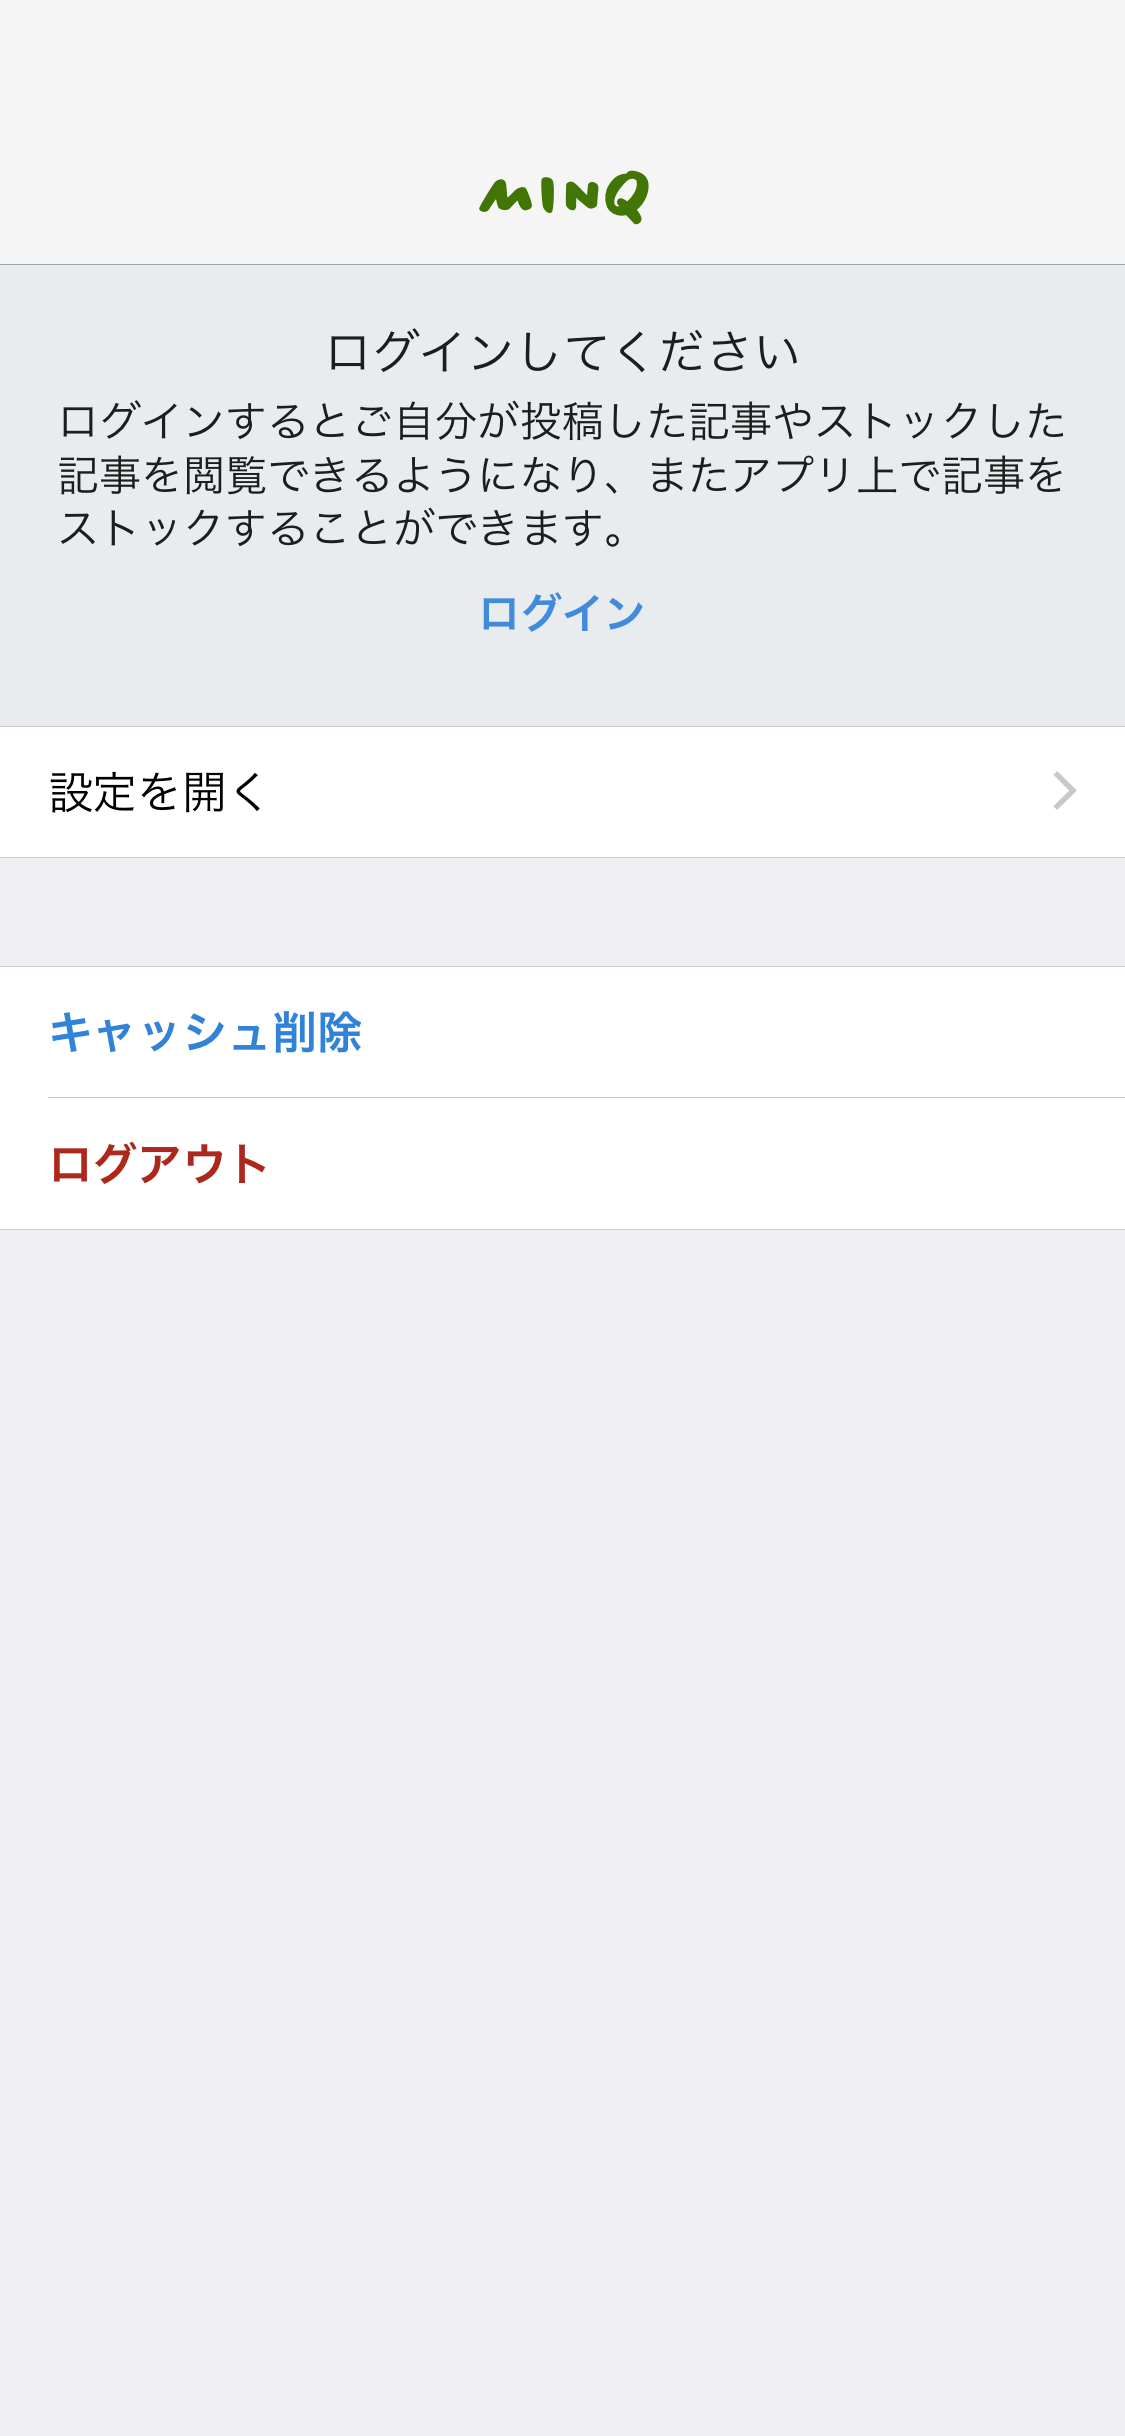 MINQ
ログインしてください
ログインするとご自分が投稿した記事やストックした
記事を閲覧できるようになり、またアプリ上で記事を
ストックすることができます。
ログイン
設定を開く
キャッシュ削除
ログアウト